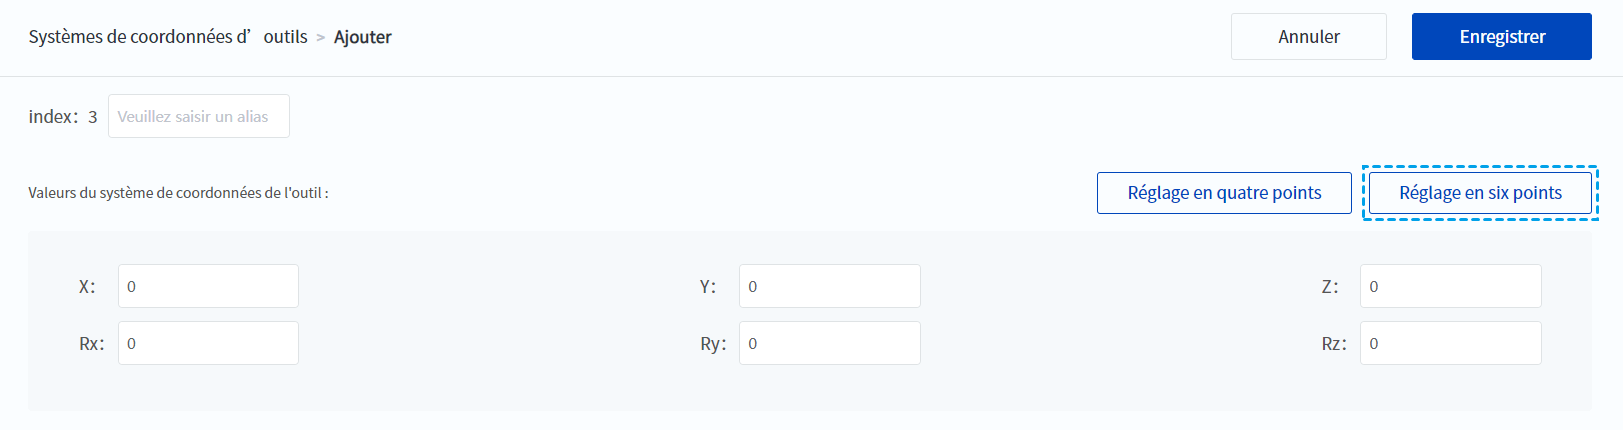 Systèmes de coordonnées d’ outils > Ajouter
Annuler
Enregistrrer
index: 3
Veuillez saisir un alias
Valeurs du système de coordonnées de l'outil :
Réglage en quatre points
Réglage en six points
X: 0
Y: 0
Z: 0
Rx: 0
Ry: 0
Rz: 0